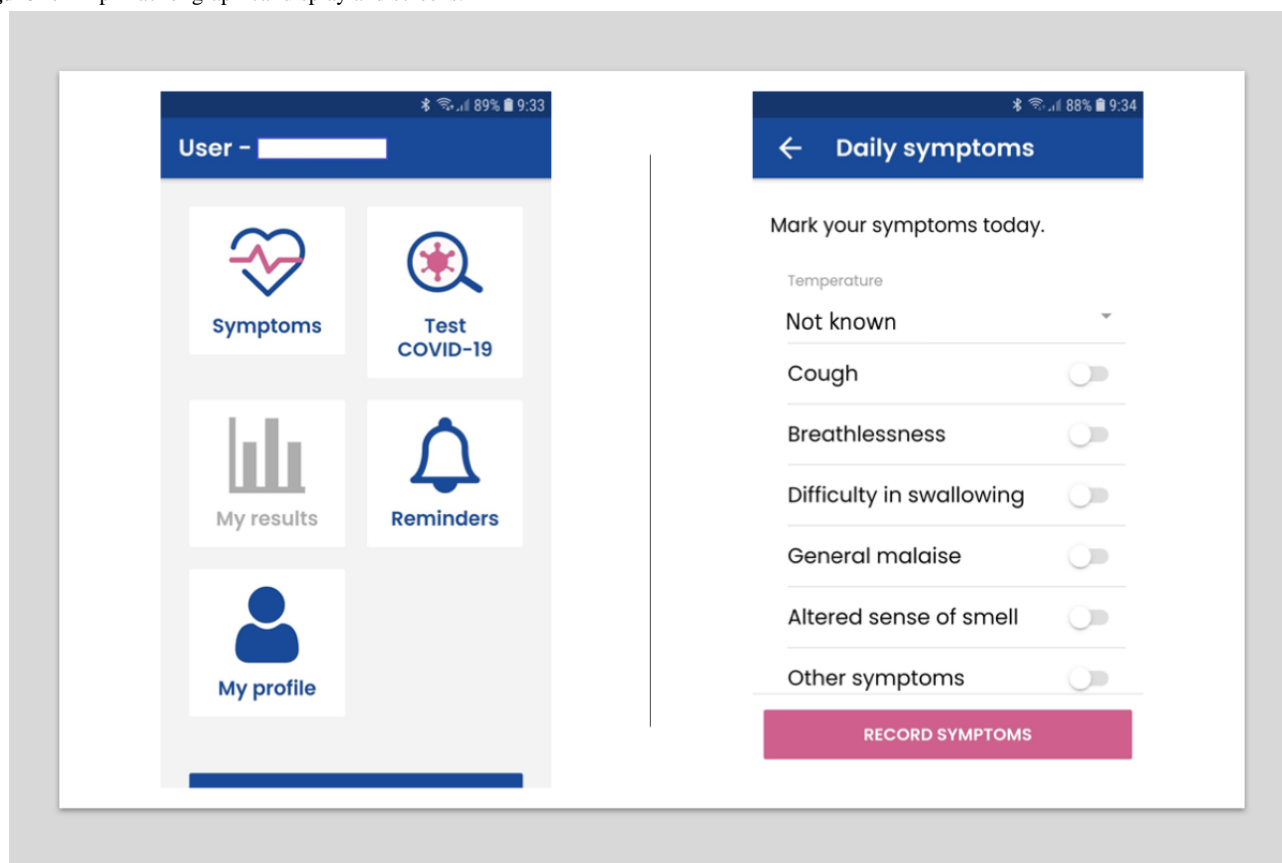 89% 9:33
User -
Symptoms
Test
COVID-19
My results
Reminders
My profile
88% 9:34
Daily symptoms
Mark your symptoms today.
Temperature
Not known
Cough
Breathlessness
Difficulty in swallowing
General malaise
Altered sense of smell
Other symptoms
RECORD SYMPTOMS